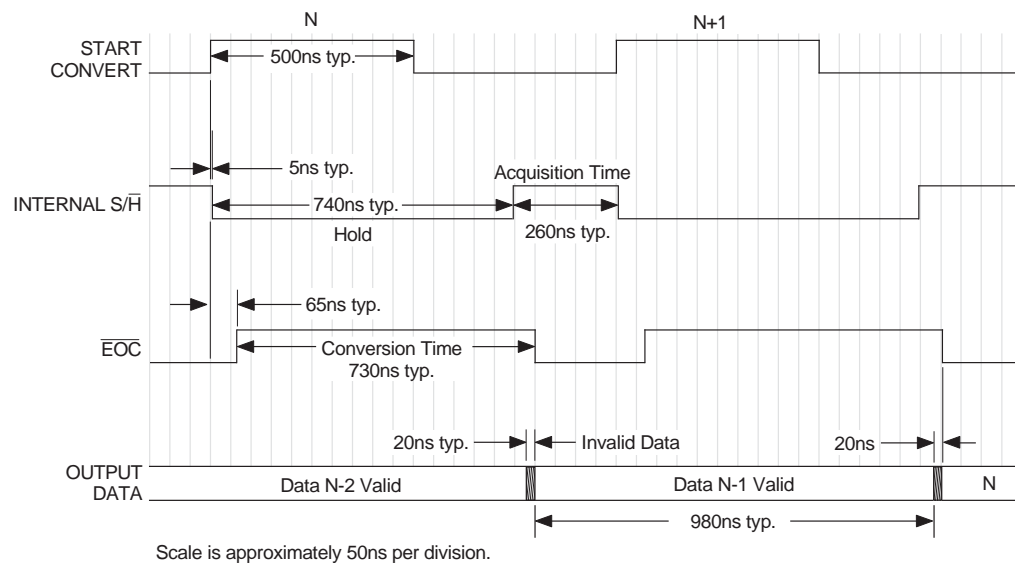 N
N+1
START
CONVERT
500ns typ.
5ns typ.
Acquisition Time
INTERNAL S/H̅
740ns typ.
Hold
260ns typ.
65ns typ.
E̅O̅C̅
Conversion Time
730ns typ.
20ns typ.
Invalid Data
20ns
OUTPUT
DATA
Data N-2 Valid
Data N-1 Valid
N
980ns typ.
Scale is approximately 50ns per division.